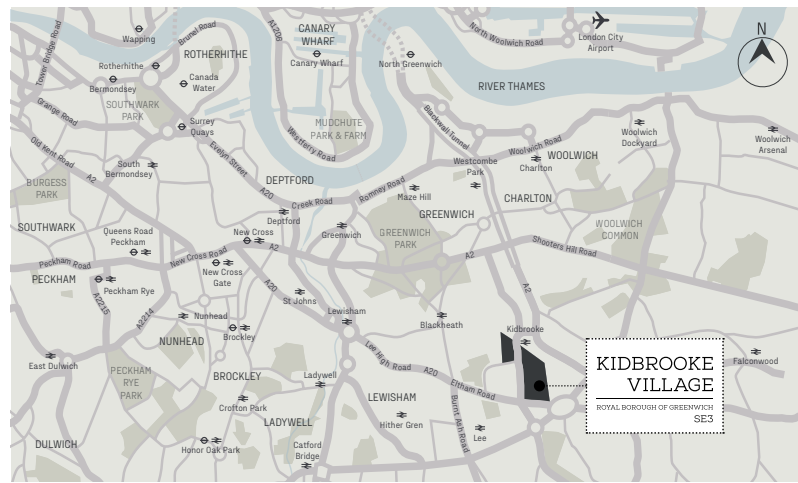 Tower Bridge Road
Wapping
Brunel Road
ROTHERHITHE
A1206
CANARY
WHARF
Canary Wharf
North Woolwich Road
London City
Airport
N
Rotherhithe
Bermondsey
Canada
Water
North Greenwich
RIVER THAMES
Grange Road
SOUTHWARK
PARK
Surrey
Quays
MUDCHUTE
PARK & FARM
Westferry Road
Blackwall Tunnel
Woolwich Road
Woolwich
Dockyard
Woolwich
Arsenal
Old Kent Road
A2
South
Bermondsey
Evelyn Street
A20
DEPTFORD
Westcombe
Park
Charlton
WOOLWICH
BURGESS
PARK
Creek Road
Romney Road
Maze Hill
CHARLTON
SOUTHWARK
Queens Road
Peckham
New Cross
Deptford
Greenwich
GREENWICH
GREENWICH
PARK
WOOLWICH
COMMON
Peckham Road
New Cross Road
A2
A2
Shooters Hill Road
PECKHAM
Peckham Rye
New Cross
Gate
A20
St Johns
A2
A2215
A2214
Nunhead
Brockley
Lewisham
Blackheath
Kidbrooke
NUNHEAD
East Dulwich
Lee High Road
A20
Eltham Road
Falconwood
KIDBROOKE
VILLAGE
ROYAL BOROUGH OF GREENWICH
SE3
PECKHAM
RYE
PARK
BROCKLEY
Ladywell
Crofton Park
LEWISHAM
Hither Gren
Burnt Ash Road
Lee
LADYWELL
DULWICH
Honor Oak Park
Catford
Bridge